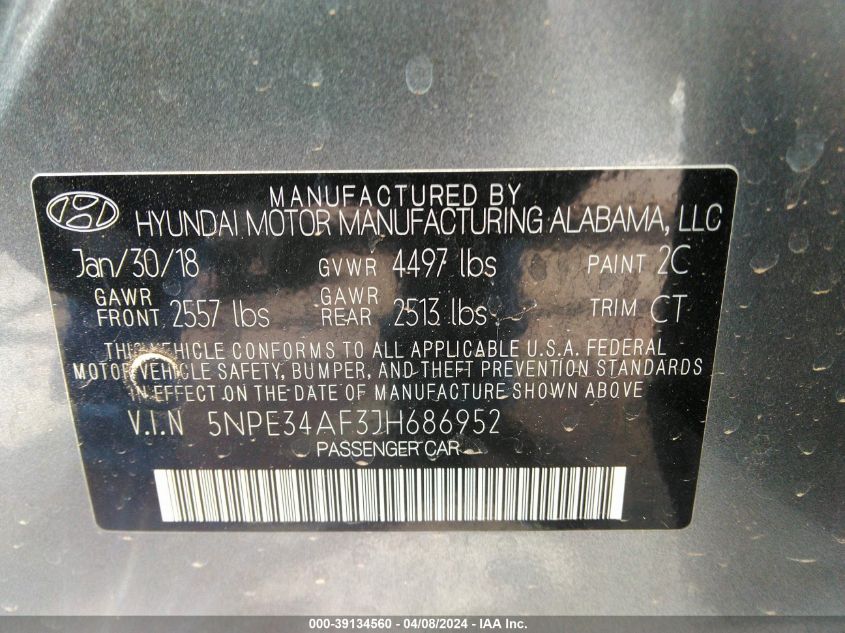 MANUFACTURED BY
HYUNDAI MOTOR MANUFACTURING ALABAMA, LLC
Jan/30/18 GVWR 4497 lbs PAINT 2C
GAWR FRONT 2557 lbs GAWR REAR 2513 lbs TRIM CT
THIS VEHICLE CONFORMS TO ALL APPLICABLE U.S.A. FEDERAL
MOTOR VEHICLE SAFETY, BUMPER, AND THEFT PREVENTION STANDARDS
IN EFFECT ON THE DATE OF MANUFACTURE SHOWN ABOVE
V.I.N 5NPE34AF3JH686952
PASSENGER CAR
000-39134560 - 04/08/2024 - IAA Inc.